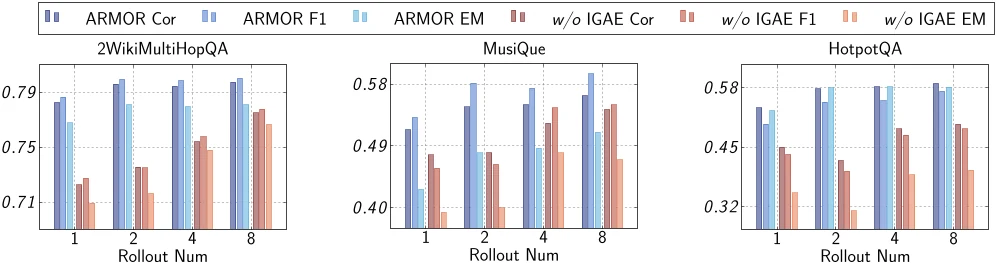 ARMOR Cor ARMOR F1 ARMOR EM w/o IGAE Cor w/o IGAE F1 w/o IGAE EM
2WikiMultiHopQA
0.79
0.75
0.71
1 2 4 8
Rollout Num
MusiQue
0.58
0.49
0.40
1 2 4 8
Rollout Num
HotpotQA
0.58
0.45
0.32
1 2 4 8
Rollout Num